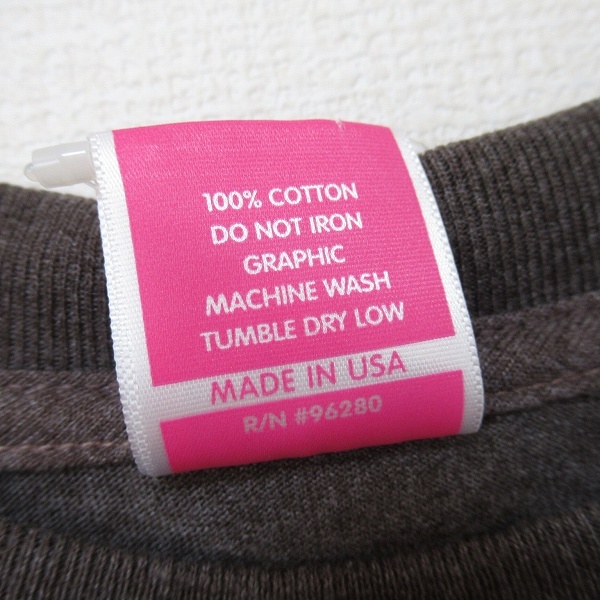 100% COTTON
DO NOT IRON
GRAPHIC
MACHINE WASH
TUMBLE DRY LOW
MADE IN USA
R/N #96280